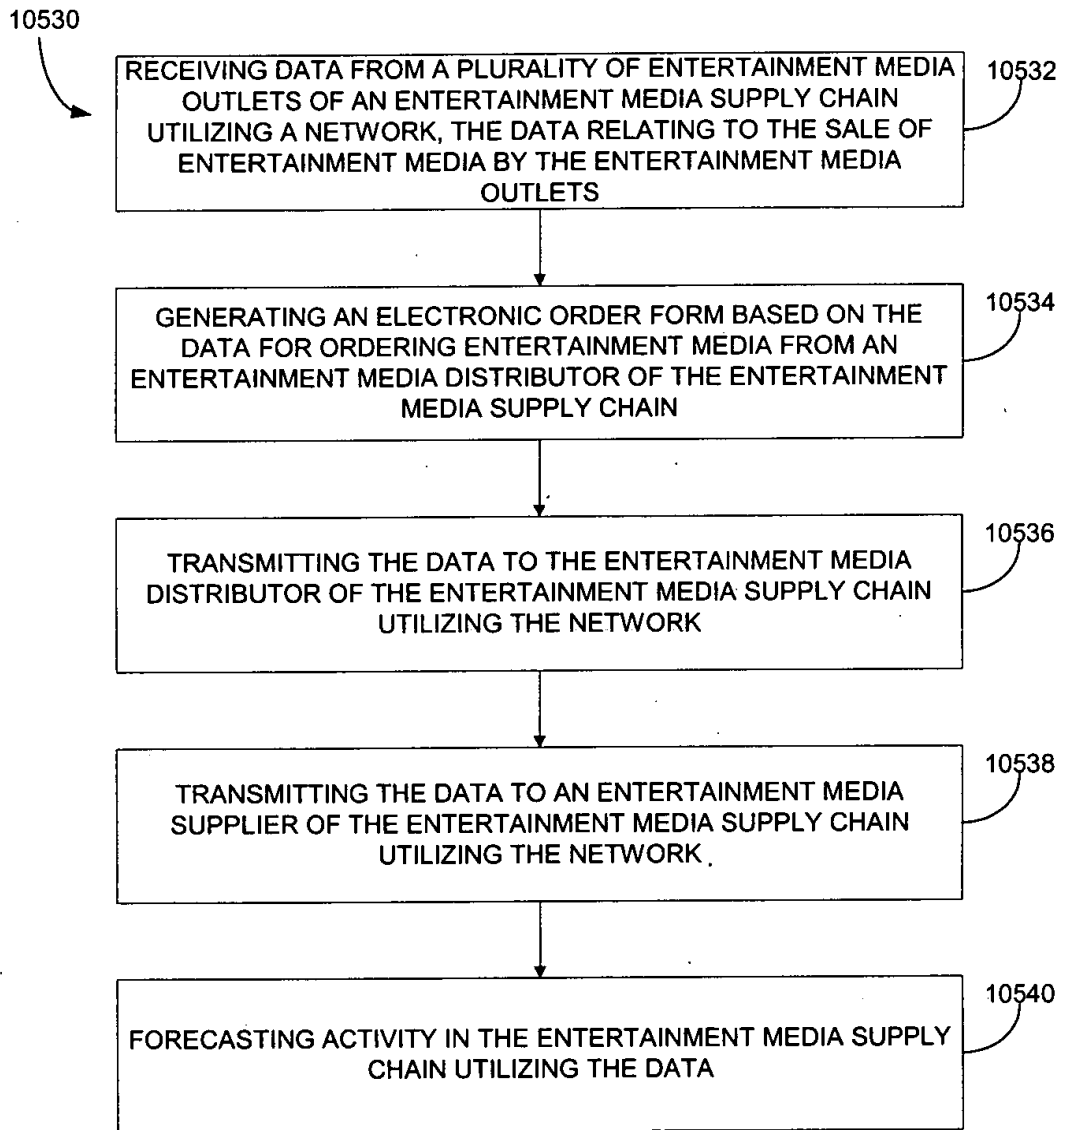 10530
RECEIVING DATA FROM A PLURALITY OF ENTERTAINMENT MEDIA
OUTLETS OF AN ENTERTAINMENT MEDIA SUPPLY CHAIN
UTILIZING A NETWORK, THE DATA RELATING TO THE SALE OF
ENTERTAINMENT MEDIA BY THE ENTERTAINMENT MEDIA
OUTLETS
10532
GENERATING AN ELECTRONIC ORDER FORM BASED ON THE
DATA FOR ORDERING ENTERTAINMENT MEDIA FROM AN
ENTERTAINMENT MEDIA DISTRIBUTOR OF THE ENTERTAINMENT
MEDIA SUPPLY CHAIN
10534
TRANSMITTING THE DATA TO THE ENTERTAINMENT MEDIA
DISTRIBUTOR OF THE ENTERTAINMENT MEDIA SUPPLY CHAIN
UTILIZING THE NETWORK
10536
TRANSMITTING THE DATA TO AN ENTERTAINMENT MEDIA
SUPPLIER OF THE ENTERTAINMENT MEDIA SUPPLY CHAIN
UTILIZING THE NETWORK
10538
FORECASTING ACTIVITY IN THE ENTERTAINMENT MEDIA SUPPLY
CHAIN UTILIZING THE DATA
10540